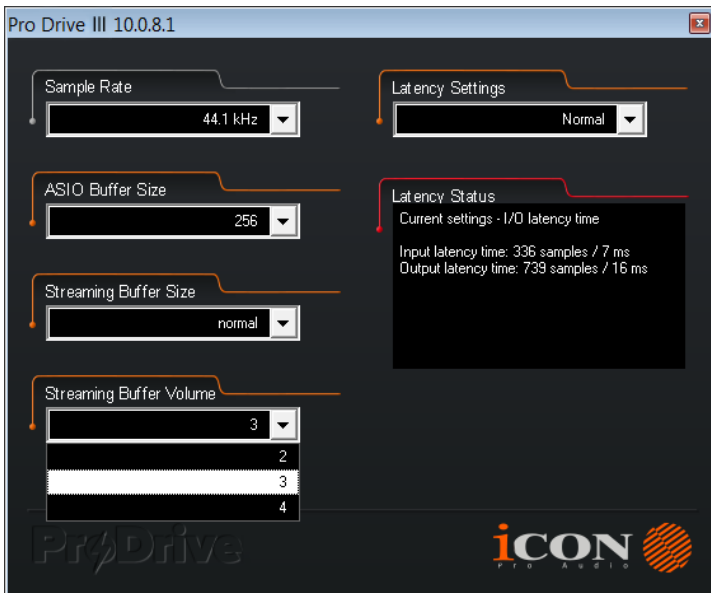 Pro Drive III 10.0.8.1
Sample Rate
44.1 kHz
ASIO Buffer Size
256
Streaming Buffer Size
normal
Streaming Buffer Volume
3
2
3
4
Latency Settings
Normal
Latency Status
Current settings - I/O latency time
Input latency time: 336 samples / 7 ms
Output latency time: 739 samples / 16 ms
ProDrive
iCON
Pro Audio